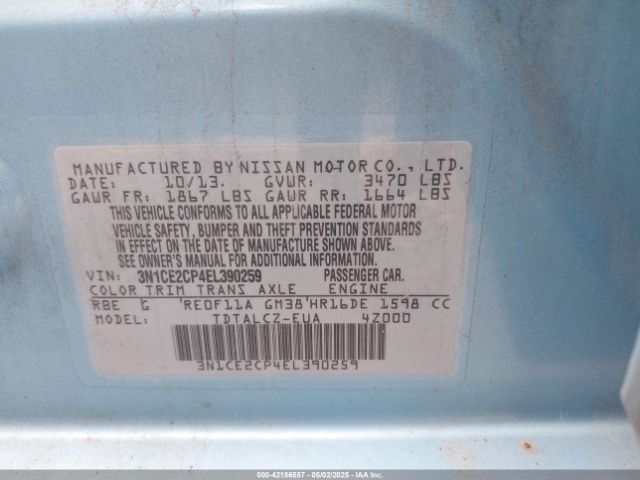 MANUFACTURED BY NISSAN MOTOR CO., LTD.
DATE: 10/13. GVWR: 3470 LBS
GAWR FR: 1867 LBS GAWR RR: 1664 LBS
THIS VEHICLE CONFORMS TO ALL APPLICABLE FEDERAL MOTOR
VEHICLE SAFETY, BUMPER AND THEFT PREVENTION STANDARDS
IN EFFECT ON THE DATE OF MANUFACTURE SHOWN ABOVE.
SEE OWNER'S MANUAL FOR ADDITIONAL INFORMATION.
VIN: 3N1CE2CP4EL390259 PASSENGER CAR.
COLOR TRIM TRANS AXLE ENGINE
RBE G 'RE0F11A GM38'HR16DE 1598 CC
MODEL: TDTALCZ-EUA 4Z000
3N1CE2CP4EL390259
000-42186557 - 05/02/2025 - IAACT